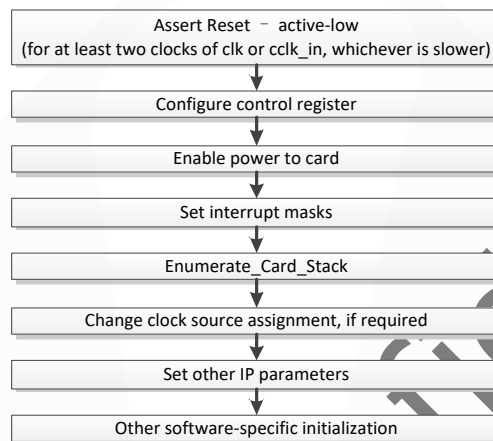 Assert Reset － active-low
(for at least two clocks of clk or cclk_in, whichever is slower)
Configure control register
Enable power to card
Set interrupt masks
Enumerate_Card_Stack
Change clock source assignment, if required
Set other IP parameters
Other software-specific initialization